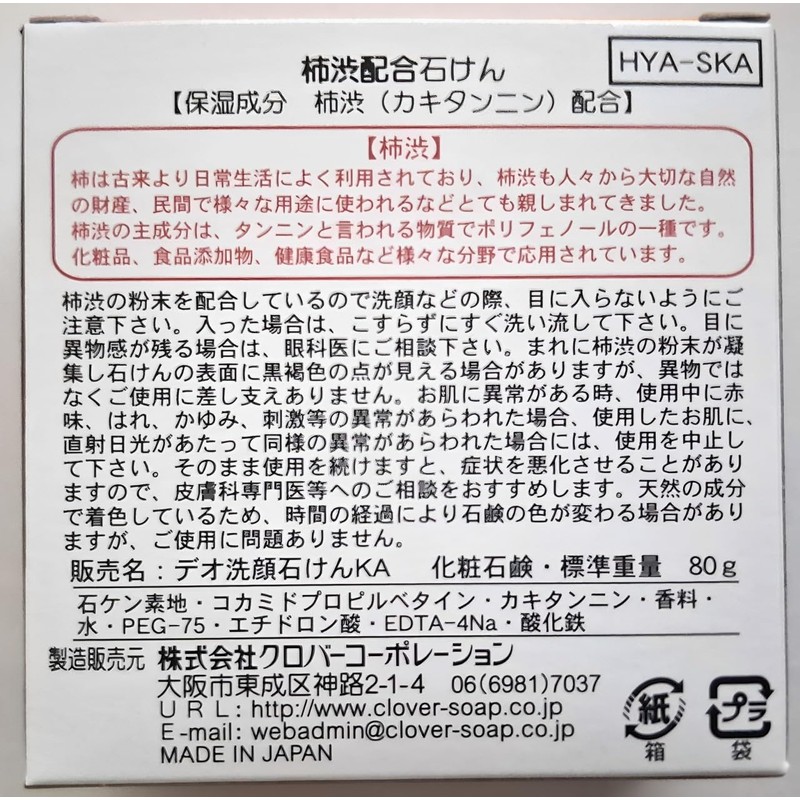 柿渋配合石けん
HYA-SKA
【保湿成分　柿渋（カキタンニン）配合】
【柿渋】
柿は古来より日常生活によく利用されており、柿渋も人々から大切な自然
の財産、民間で様々な用途に使われるなどとても親しまれてきました。
柿渋の主成分は、タンニンと言われる物質でポリフェノールの一種です。
化粧品、食品添加物、健康食品など様々な分野で応用されています。
柿渋の粉末を配合しているので洗顔などの際、目に入らないようにご
注意下さい。入った場合は、こすらずにすぐ洗い流して下さい。目に
異物感が残る場合は、眼科医にご相談下さい。まれに柿渋の粉末が凝
集し石けんの表面に黒褐色の点が見える場合がありますが、異物では
なくご使用に差し支えありません。お肌に異常がある時、使用中に赤
味、はれ、かゆみ、刺激等の異常があらわれた場合、使用したお肌に、
直射日光があたって同様の異常があらわれた場合には、使用を中止し
て下さい。そのまま使用を続けますと、症状を悪化させることがあり
ますので、皮膚科専門医等へのご相談をおすすめします。天然の成分
で着色しているため、時間の経過により石鹸の色が変わる場合があり
ますが、ご使用に問題ありません。
販売名：デオ洗顔石けんKA　化粧石鹸・標準重量　80g
石ケン素地・コカミドプロピルベタイン・カキタンニン・香料・
水・PEG-75・エチドロン酸・EDTA-4Na・酸化鉄
製造販売元 株式会社クロバーコーポレーション
大阪市東成区神路2-1-4　06(6981)7037
URL: http://www.clover-soap.co.jp
E-mail: webadmin@clover-soap.co.jp
MADE IN JAPAN
紙
箱
プラ
袋